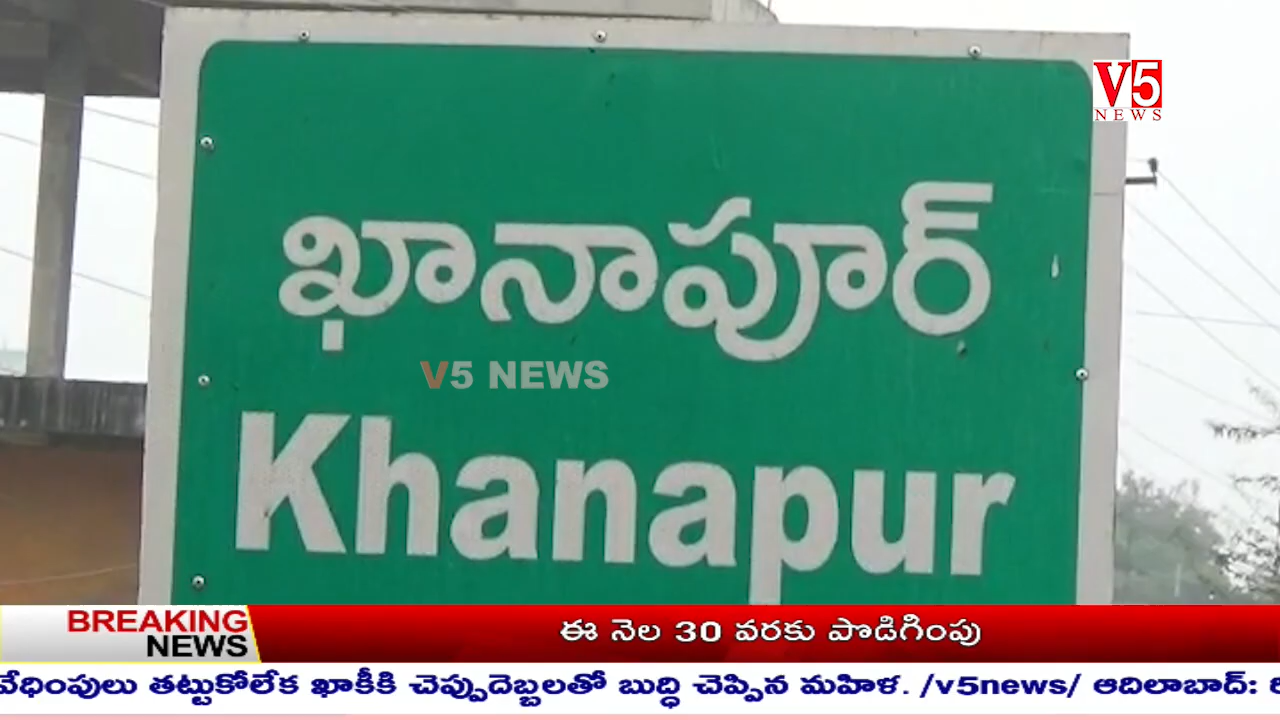 V5
NEWS
ఖానాపూర్
V5 NEWS
Khanapur
BREAKING
NEWS
ఈ నెల 30 వరకు పొడిగింపు
వేధింపులు తట్టుకోలేక ఖాకీకి చెప్పుదెబ్బలతో బుద్ధి చెప్పిన మహిళ. /v5news/ ఆదిలాబాద్: